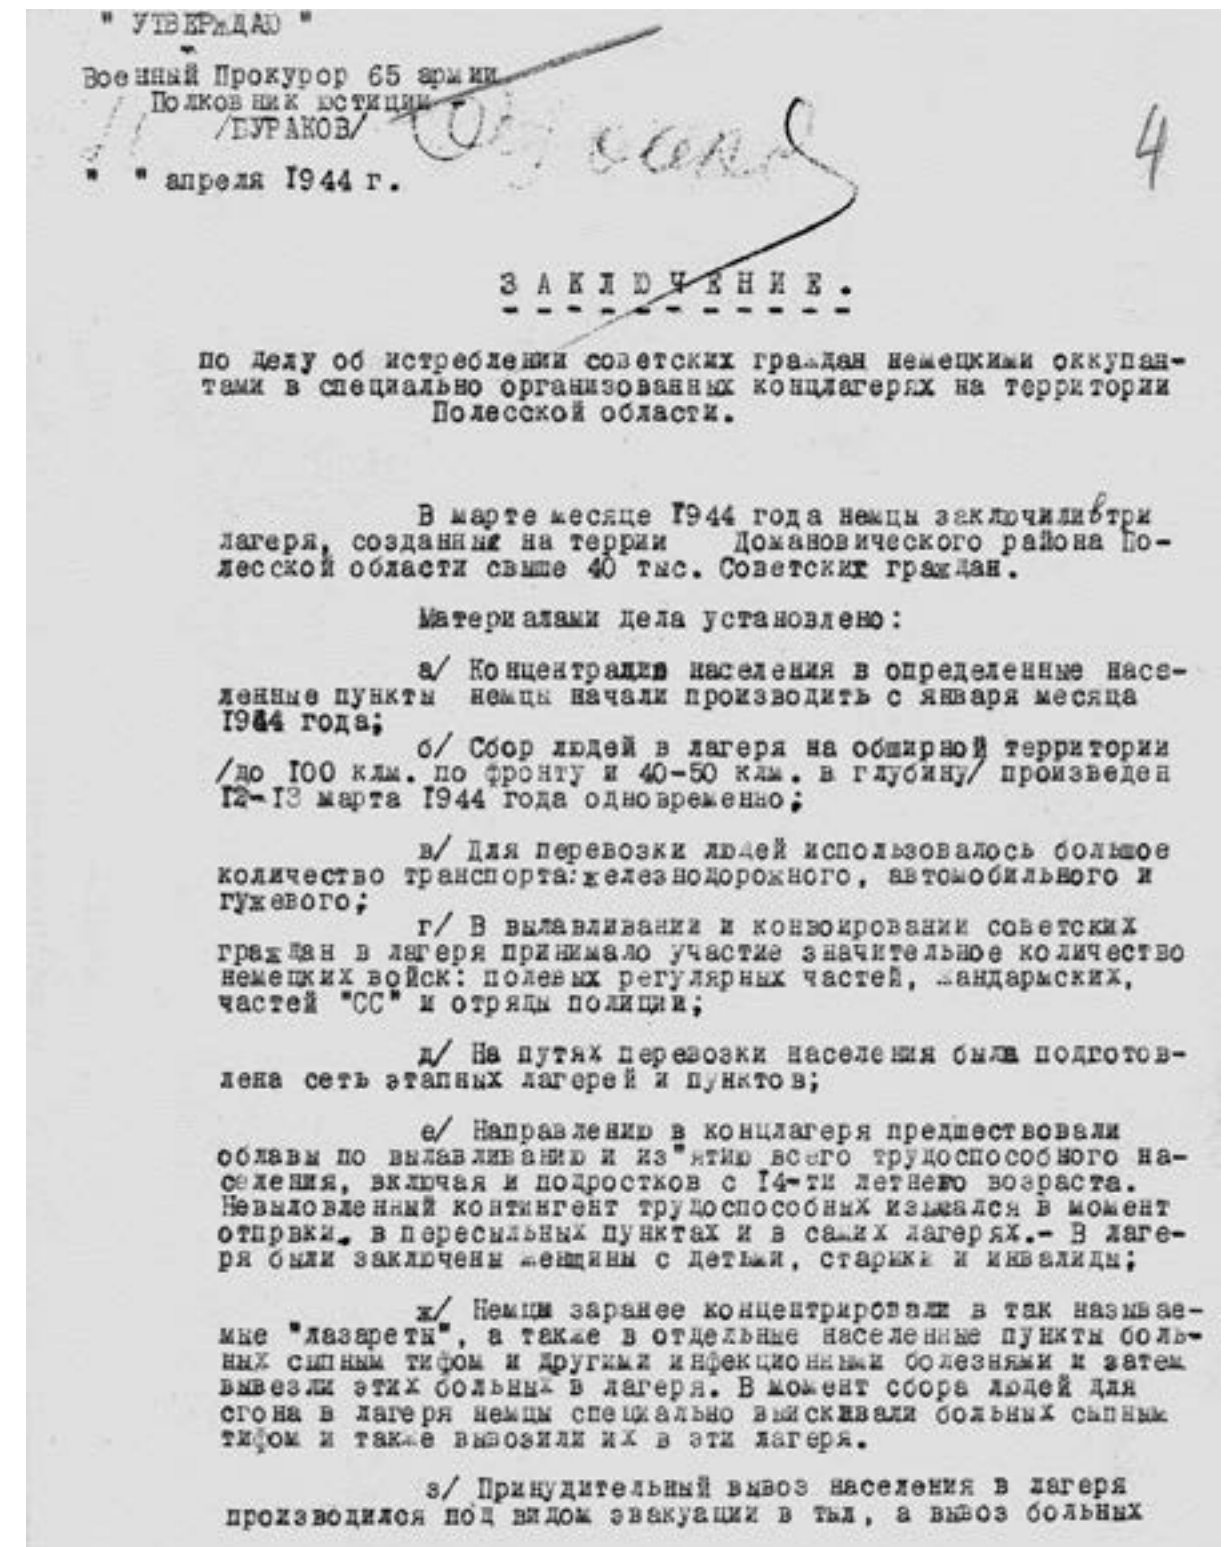 " УТВЕРЖДАЮ "
Военный Прокурор 65 армии
Полковник юстиции -
/БУРАКОВ/
4
" " апреля 1944 г.
ЗАКЛЮЧЕНИЕ.
по делу об истреблении советских граждан немецкими оккупан-
тами в специально организованных концлагерях на территории
Полесской области.
В марте месяце 1944 года немцы заключили в три
лагеря, созданные на террии Домановического района По-
лесской области свыше 40 тыс. Советских граждан.
Материалами дела установлено:
а/ Концентрацию населения в определенные насе-
ленные пункты немцы начали производить с января месяца
1944 года;
б/ Сбор людей в лагеря на обширной территории
/до 100 клм. по фронту и 40-50 клм. в глубину/ произведен
12-13 марта 1944 года одновременно;
в/ Для перевозки людей использовалось большое
количество транспорта:железнодорожного, автомобильного и
гужевого;
г/ В вылавливании и конвоировании советских
граждан в лагеря принимало участие значительное количество
немецких войск: полевых регулярных частей, жандармских,
частей "СС" и отряды полиции;
д/ На путях перевозки населения была подготов-
лена сеть этапных лагерей и пунктов;
е/ Направлению в концлагеря предшествовали
облавы по вылавливанию и из"ятию всего трудоспособного на-
селения, включая и подростков с 14-ти летнего возраста.
Невыловленный контингент трудоспособных изымался в момент
отпрвки, в пересыльных пунктах и в самих лагерях.- В лаге-
ря были заключены женщины с детьми, старики и инвалиды;
ж/ Немцы заранее концентрировали в так называе-
мые "лазареты", а также в отдельные населенные пункты боль-
ных сыпным тифом и другими инфекционными болезнями и затем
вывезли этих больных в лагеря. В момент сбора людей для
сгона в лагеря немцы специально выискивали больных сыпным
тифом и также вывозили их в эти лагеря.
з/ Принудительный вывоз населения в лагеря
производился под видом эвакуации в тыл, а вывоз больных